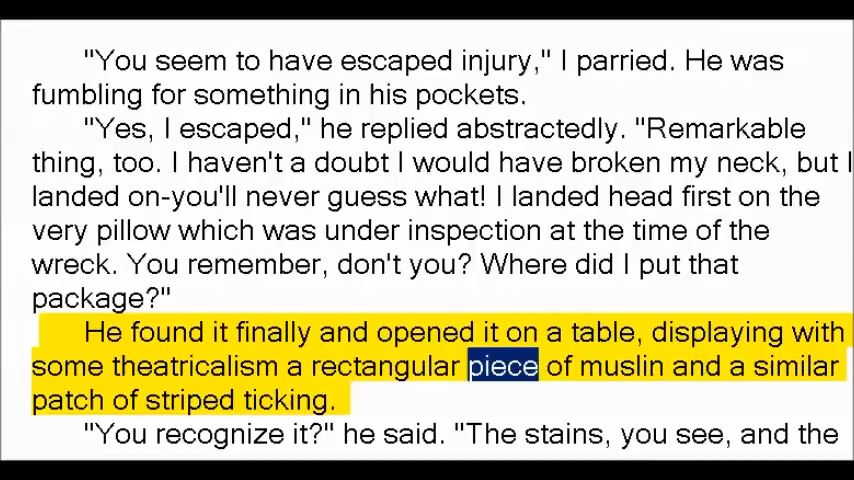 "You seem to have escaped injury," I parried. He was
fumbling for something in his pockets.
"Yes, I escaped," he replied abstractedly. "Remarkable
thing, too. I haven't a doubt I would have broken my neck, but I
landed on-you'll never guess what! I landed head first on the
very pillow which was under inspection at the time of the
wreck. You remember, don't you? Where did I put that
package?"
He found it finally and opened it on a table, displaying with
some theatricalism a rectangular piece of muslin and a similar
patch of striped ticking.
"You recognize it?" he said. "The stains, you see, and the